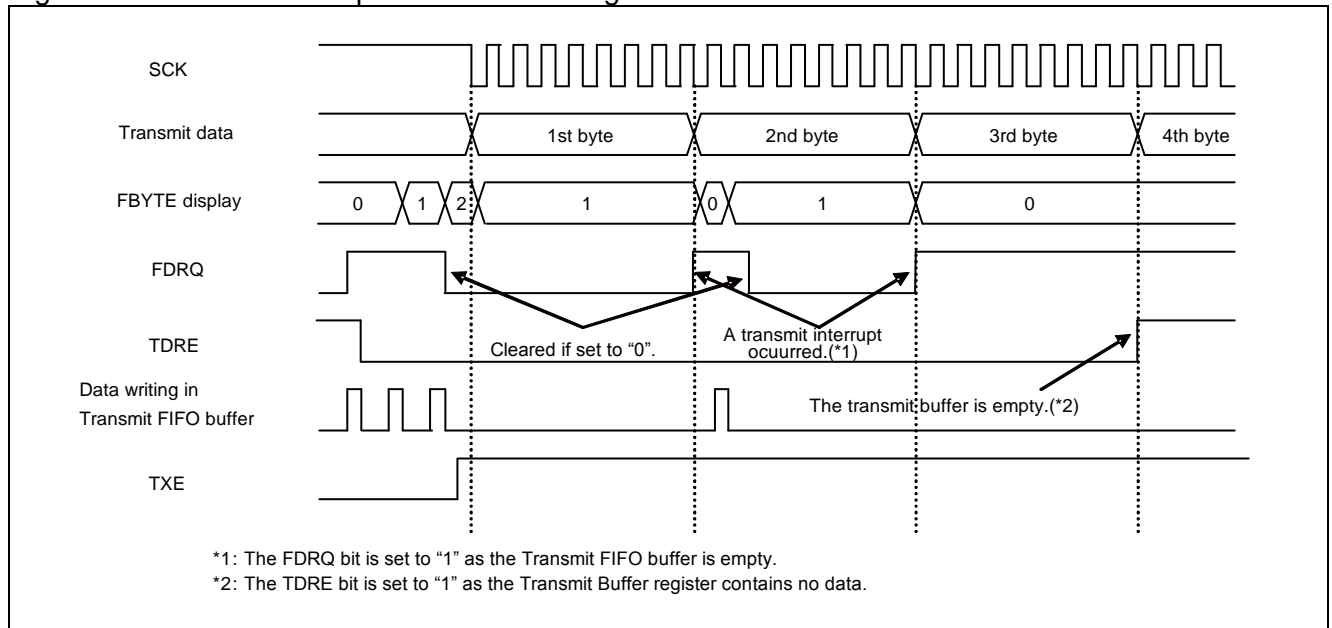 SCK
Transmit data
1st byte 2nd byte 3rd byte 4th byte
FBYTE display
0 1 2 1 0 1 0
FDRQ
TDRE
Cleared if set to “0”.
A transmit interrupt
ocuurred.(*1)
Data writing in
Transmit FIFO buffer
The transmit buffer is empty.(*2)
TXE
*1: The FDRQ bit is set to “1” as the Transmit FIFO buffer is empty.
*2: The TDRE bit is set to “1” as the Transmit Buffer register contains no data.